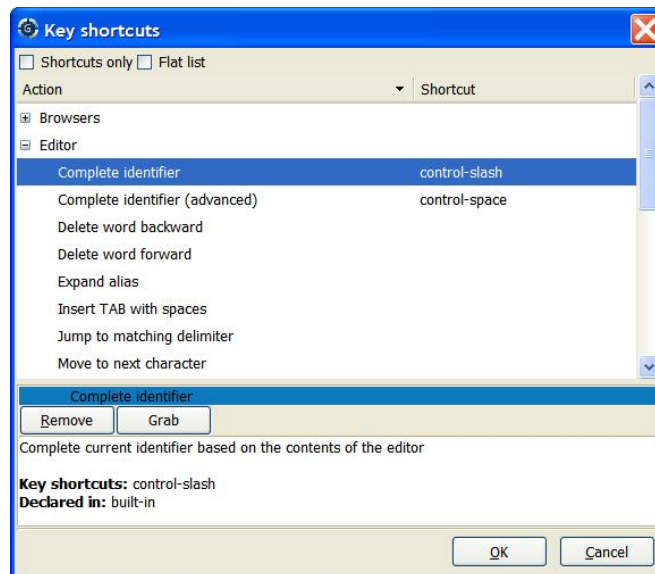 Key shortcuts
Shortcuts only Flat list
Action Shortcut
Browsers
Editor
Complete identifier control-slash
Complete identifier (advanced) control-space
Delete word backward
Delete word forward
Expand alias
Insert TAB with spaces
Jump to matching delimiter
Move to next character
Complete identifier
Remove Grab
Complete current identifier based on the contents of the editor
Key shortcuts: control-slash
Declared in: built-in
OK Cancel